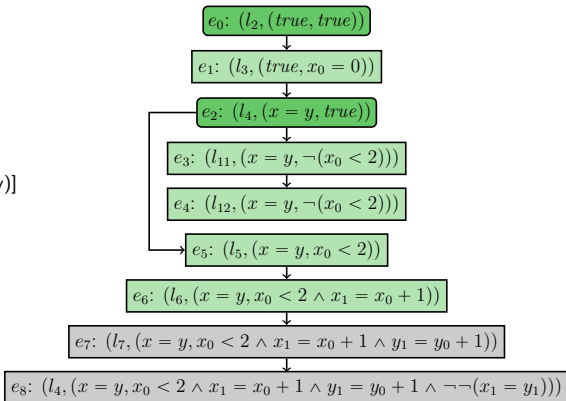 e₀: (l₂, (true, true))
e₁: (l₃, (true, x₀ = 0))
e₂: (l₄, (x = y, true))
e₃: (l₁₁, (x = y, ¬(x₀ < 2)))
)]
e₄: (l₁₂, (x = y, ¬(x₀ < 2)))
e₅: (l₅, (x = y, x₀ < 2))
e₆: (l₆, (x = y, x₀ < 2 ∧ x₁ = x₀ + 1))
e₇: (l₇, (x = y, x₀ < 2 ∧ x₁ = x₀ + 1 ∧ y₁ = y₀ + 1))
e₈: (l₄, (x = y, x₀ < 2 ∧ x₁ = x₀ + 1 ∧ y₁ = y₀ + 1 ∧ ¬¬(x₁ = y₁)))